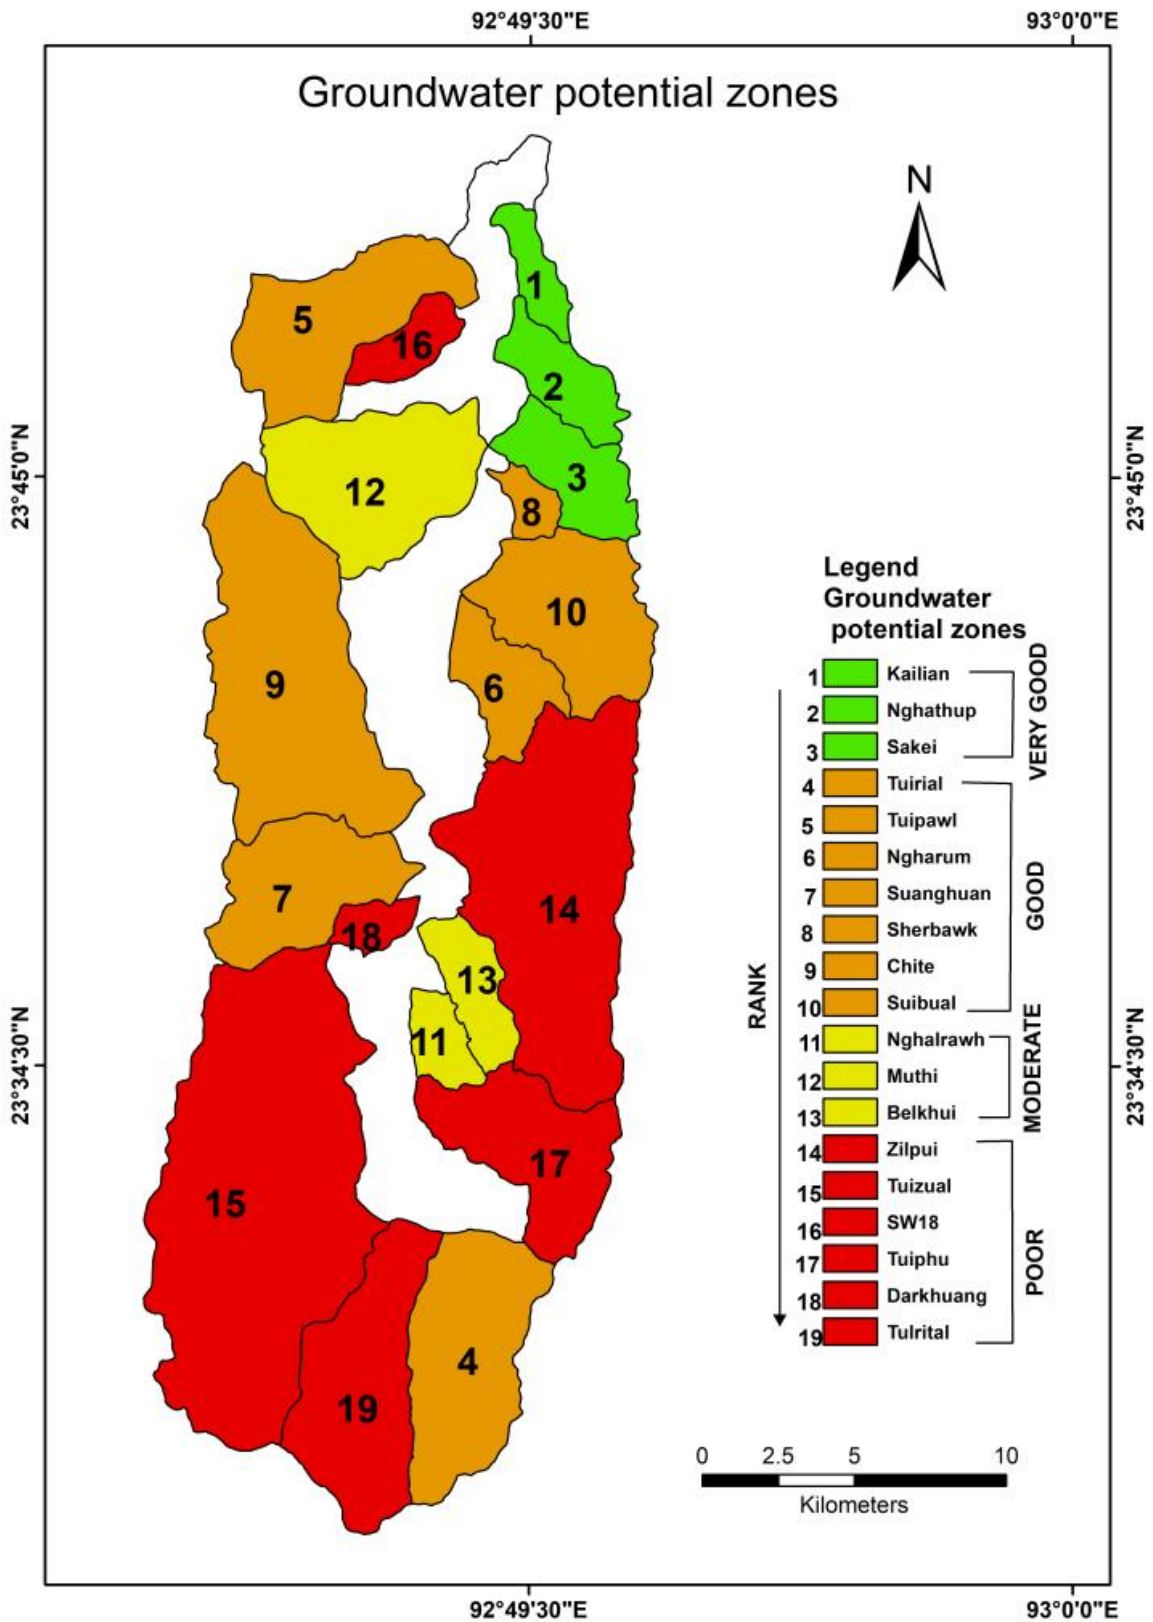 92°49'30"E
93°0'0"E
Groundwater potential zones
N
1
5
16
2
3
12
8
23°45'0"N
23°45'0"N
10
9
6
7
14
18
13
11
23°34'30"N
23°34'30"N
17
15
4
19
Legend
Groundwater
potential zones
RANK
1 Kailian
2 Nghathup
3 Sakei
VERY GOOD
4 Tuirial
5 Tuipawl
6 Ngharum
7 Suanghuan
8 Sherbawk
9 Chite
10 Suibual
GOOD
11 Nghalrawh
12 Muthi
13 Belkhui
MODERATE
14 Zilpui
15 Tuizual
16 SW18
17 Tuiphu
18 Darkhuang
19 Tulrital
POOR
0 2.5 5 10
Kilometers
92°49'30"E
93°0'0"E